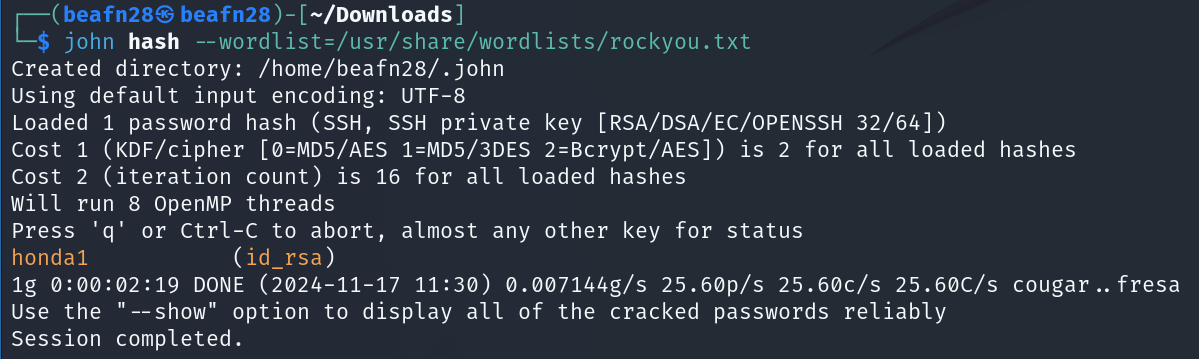 ┌──(beafn28㉿beafn28)-[~/Downloads]
└─$ john hash --wordlist=/usr/share/wordlists/rockyou.txt
Created directory: /home/beafn28/.john
Using default input encoding: UTF-8
Loaded 1 password hash (SSH, SSH private key [RSA/DSA/EC/OPENSSH 32/64])
Cost 1 (KDF/cipher [0=MD5/AES 1=MD5/3DES 2=Bcrypt/AES]) is 2 for all loaded hashes
Cost 2 (iteration count) is 16 for all loaded hashes
Will run 8 OpenMP threads
Press 'q' or Ctrl-C to abort, almost any other key for status
honda1           (id_rsa)
1g 0:00:02:19 DONE (2024-11-17 11:30) 0.007144g/s 25.60p/s 25.60c/s 25.60C/s cougar..fresa
Use the "--show" option to display all of the cracked passwords reliably
Session completed.